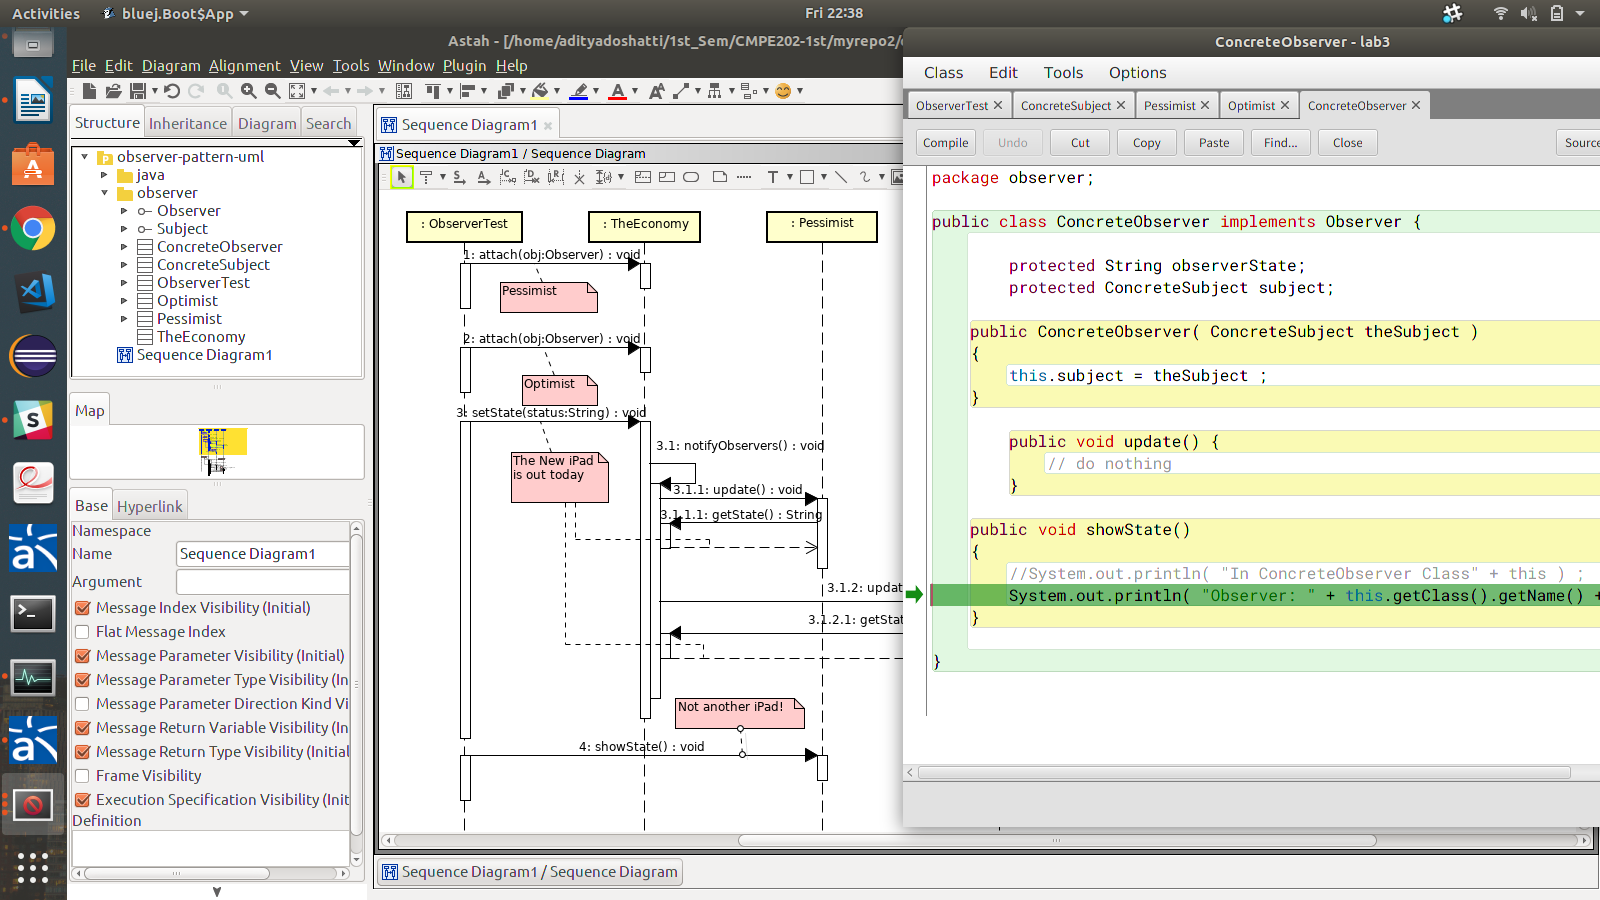 Activities
bluej.Boot$App
Fri 22:38
Astah - [/home/adityadoshatti/1st_Sem/CMPE202-1st/myrepo2/
File Edit Diagram Alignment View Tools Window Plugin Help
Structure Inheritance Diagram Search
observer-pattern-uml
java
observer
Observer
Subject
ConcreteObserver
ConcreteSubject
ObserverTest
Optimist
Pessimist
TheEconomy
Sequence Diagram1
Map
Base Hyperlink
Namespace
Name Sequence Diagram1
Argument
Message Index Visibility (Initial)
Flat Message Index
Message Parameter Visibility (Initial)
Message Parameter Type Visibility (In
Message Parameter Direction Kind Vi
Message Return Variable Visibility (In
Message Return Type Visibility (Initial
Frame Visibility
Execution Specification Visibility (Init
Definition
Sequence Diagram1
Sequence Diagram1 / Sequence Diagram
: ObserverTest
: TheEconomy
: Pessimist
1: attach(obj:Observer) : void
Pessimist
2: attach(obj:Observer) : void
Optimist
3: setState(status:String) : void
3.1: notifyObservers() : void
The New iPad
is out today
3.1.1: update() : void
3.1.1.1: getState() : String
3.1.2: updat
3.1.2.1: getSta
Not another iPad!
4: showState() : void
Sequence Diagram1 / Sequence Diagram
ConcreteObserver - lab3
Class Edit Tools Options
ObserverTest ConcreteSubject Pessimist Optimist ConcreteObserver
Compile Undo Cut Copy Paste Find... Close Source
package observer;
public class ConcreteObserver implements Observer {
protected String observerState;
protected ConcreteSubject subject;
public ConcreteObserver( ConcreteSubject theSubject )
{
this.subject = theSubject ;
}
public void update() {
// do nothing
}
public void showState()
{
//System.out.println( "In ConcreteObserver Class" + this ) ;
System.out.println( "Observer: " + this.getClass().getName() +
}
}